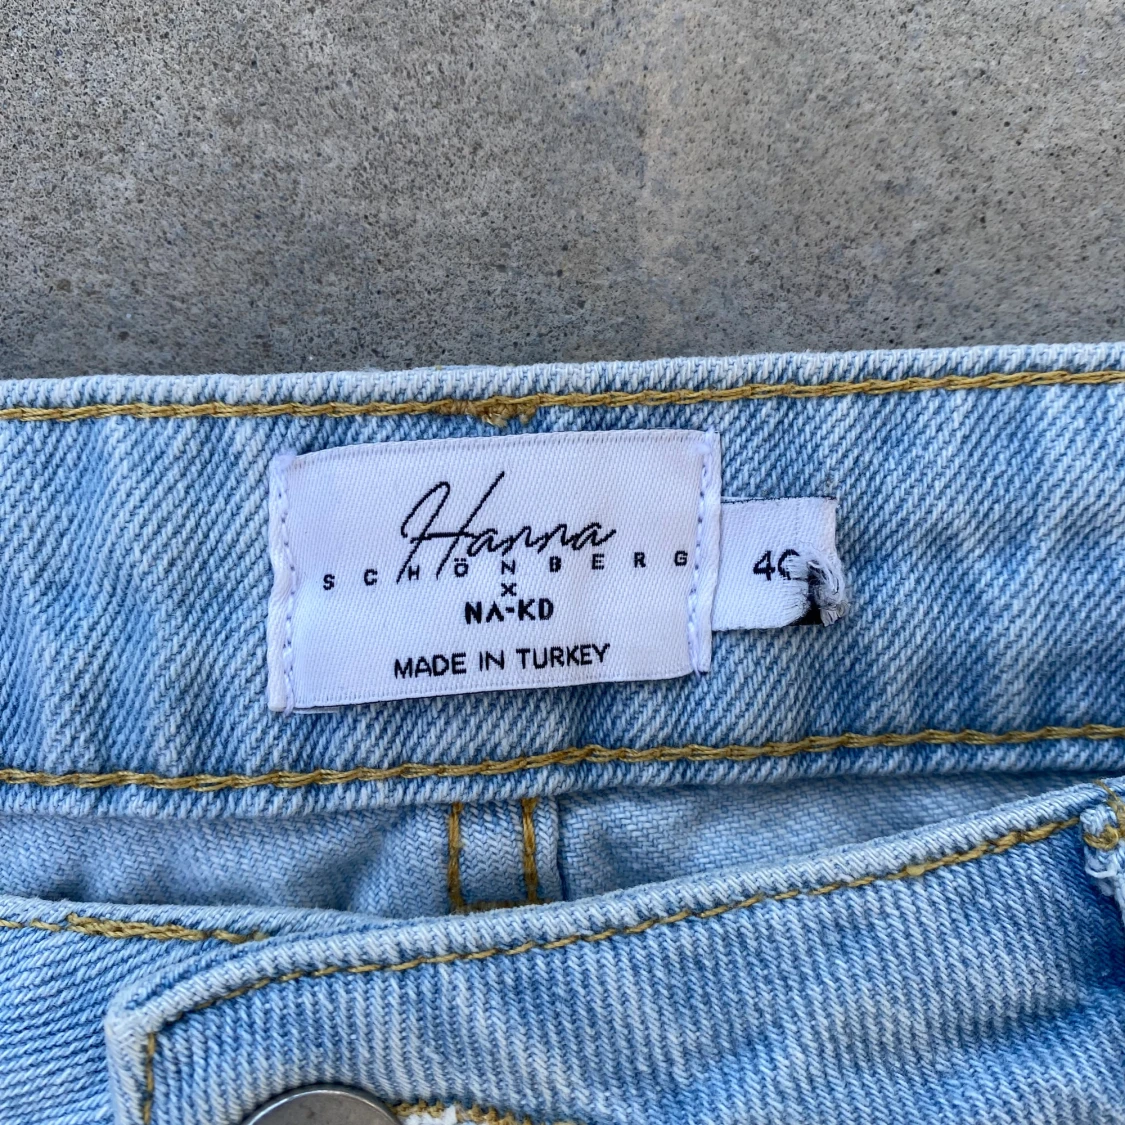 Hanna
SCHÖNBERG
×
NA-KD
MADE IN TURKEY
40